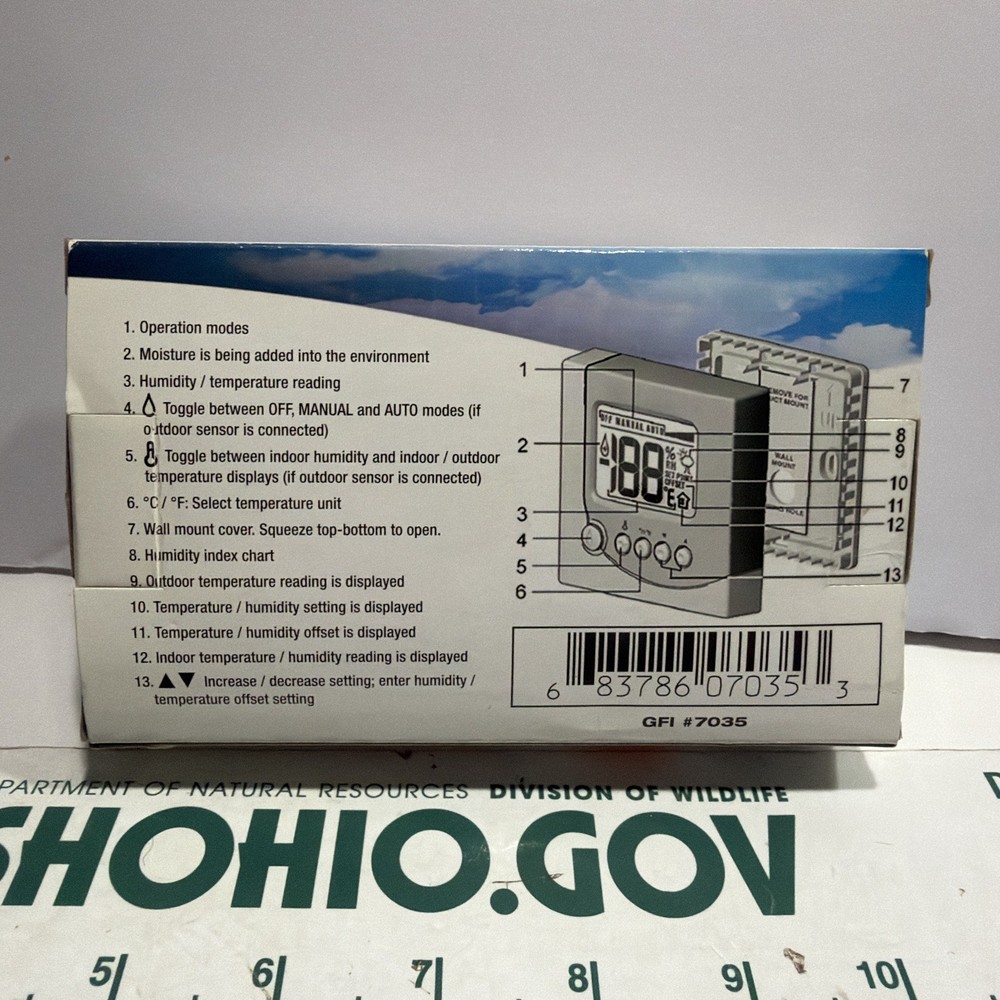 1. Operation modes
2. Moisture is being added into the environment
3. Humidity / temperature reading
4. Toggle between OFF, MANUAL and AUTO modes (if
outdoor sensor is connected)
5. Toggle between indoor humidity and indoor / outdoor
temperature displays (if outdoor sensor is connected)
6. °C / °F: Select temperature unit
7. Wall mount cover. Squeeze top-bottom to open.
8. Humidity index chart
9. Outdoor temperature reading is displayed
10. Temperature / humidity setting is displayed
11. Temperature / humidity offset is displayed
12. Indoor temperature / humidity reading is displayed
13. ▲▼ Increase / decrease setting; enter humidity /
temperature offset setting
1
2
3
4
5
6
OFF MANUAL AUTO
188
%
RH
SET POINT
OFFSET
°C
WALL
MOUNT
7
8
9
10
11
12
13
6 83786 07035 3
GFI #7035
PARTMENT OF NATURAL RESOURCES DIVISION OF WILDLIFE
SHOHIO.GOV
5 6 7 8 9 10